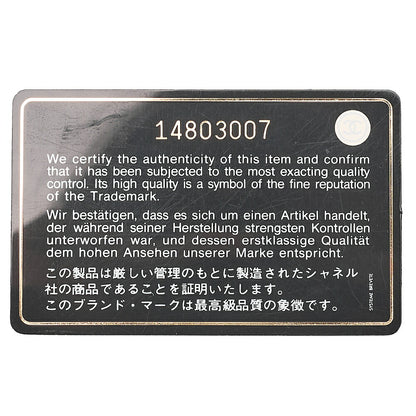 14803007
We certify the authenticity of this item and confirm
that it has been subjected to the most exacting quality
control. Its high quality is a symbol of the fine reputation
of the Trademark.
Wir bestätigen, dass es sich um einen Artikel handelt,
der während seiner Herstellung strengsten Kontrollen
unterworfen war, und dessen erstklassige Qualität
dem hohen Ansehen unserer Marke entspricht.
この製品は厳しい管理のもとに製造されたシャネル
社の商品であることを証明いたします。
このブランド・マークは最高級品質の象徴です。
SYSTEME BREVETE